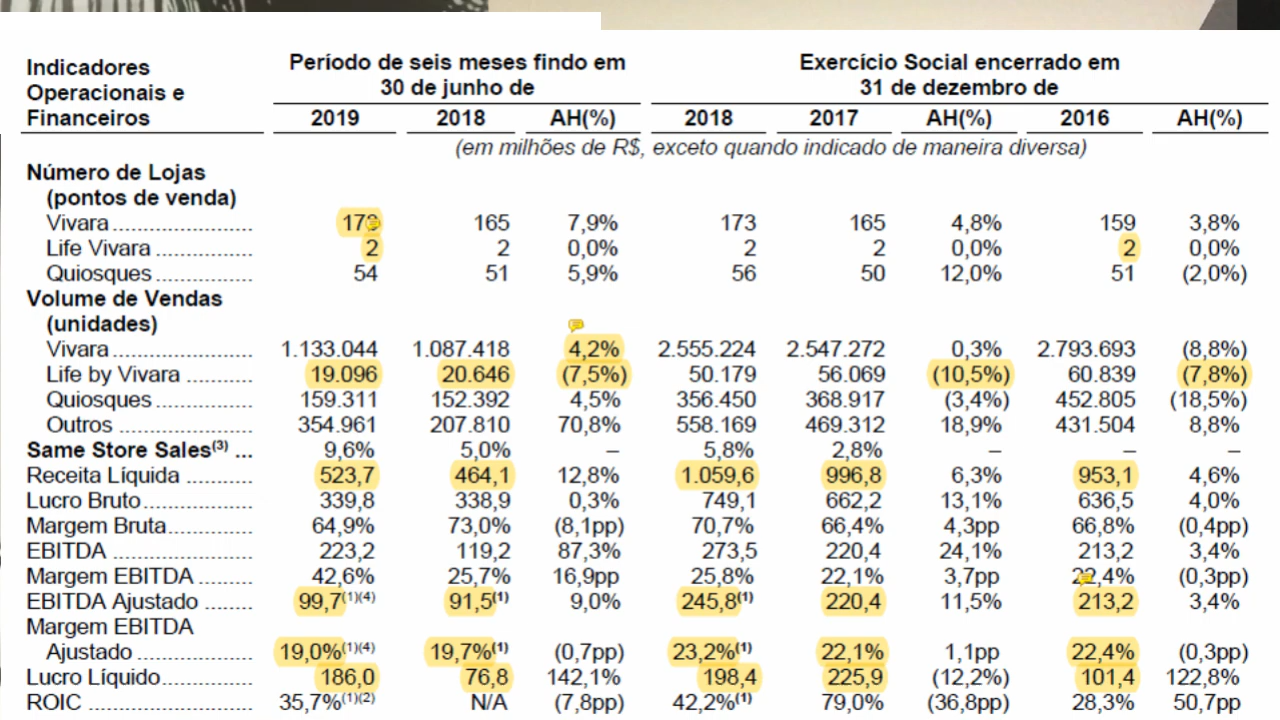 Indicadores Operacionais e Financeiros | Período de seis meses findo em 30 de junho de | Exercício Social encerrado em 31 de dezembro de
2019 2018 AH(%) 2018 2017 AH(%) 2016 AH(%)
(em milhões de R$, exceto quando indicado de maneira diversa)
Número de Lojas
(pontos de venda)
Vivara 165 7,9% 173 165 4,8% 159 3,8%
Life Vivara 2 2 0,0% 2 2 0,0% 2 0,0%
Quiosques 54 51 5,9% 56 50 12,0% 51 (2,0%)
Volume de Vendas
(unidades)
Vivara 1.133.044 1.087.418 4,2% 2.555.224 2.547.272 0,3% 2.793.693 (8,8%)
Life by Vivara 19.096 20.646 (7,5%) 50.179 56.069 (10,5%) 60.839 (7,8%)
Quiosques 159.311 152.392 4,5% 356.450 368.917 (3,4%) 452.805 (18,5%)
Outros 354.961 207.810 70,8% 558.169 469.312 18,9% 431.504 8,8%
Same Store Sales(3) ... 9,6% 5,0% – 5,8% 2,8% – – –
Receita Líquida 523,7 464,1 12,8% 1.059,6 996,8 6,3% 953,1 4,6%
Lucro Bruto 339,8 338,9 0,3% 749,1 662,2 13,1% 636,5 4,0%
Margem Bruta 64,9% 73,0% (8,1pp) 70,7% 66,4% 4,3pp 66,8% (0,4pp)
EBITDA 223,2 119,2 87,3% 273,5 220,4 24,1% 213,2 3,4%
Margem EBITDA 42,6% 25,7% 16,9pp 25,8% 22,1% 3,7pp 22,4% (0,3pp)
EBITDA Ajustado 99,7(1)(4) 91,5(1) 9,0% 245,8(1) 220,4 11,5% 213,2 3,4%
Margem EBITDA
Ajustado 19,0%(1)(4) 19,7%(1) (0,7pp) 23,2%(1) 22,1% 1,1pp 22,4% (0,3pp)
Lucro Líquido 186,0 76,8 142,1% 198,4 225,9 (12,2%) 101,4 122,8%
ROIC 35,7%(1)(2) N/A (7,8pp) 42,2%(1) 79,0% (36,8pp) 28,3% 50,7pp